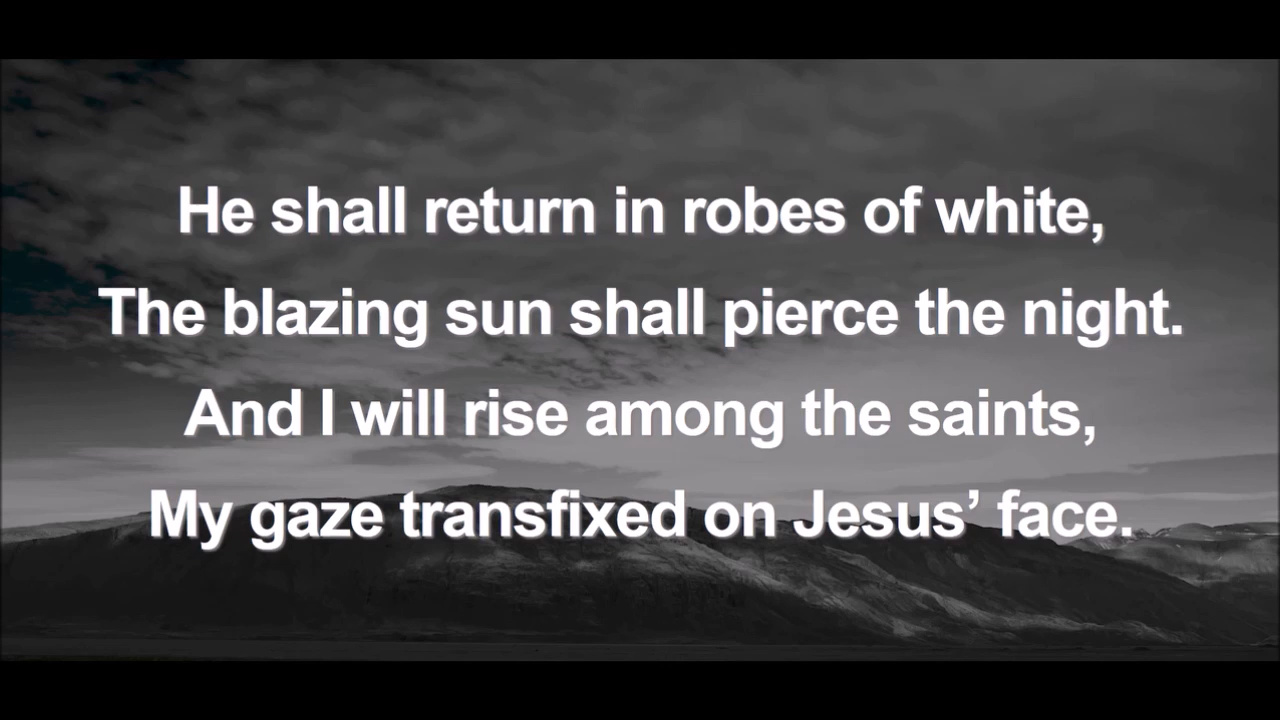 He shall return in robes of white,
The blazing sun shall pierce the night.
And I will rise among the saints,
My gaze transfixed on Jesus’ face.